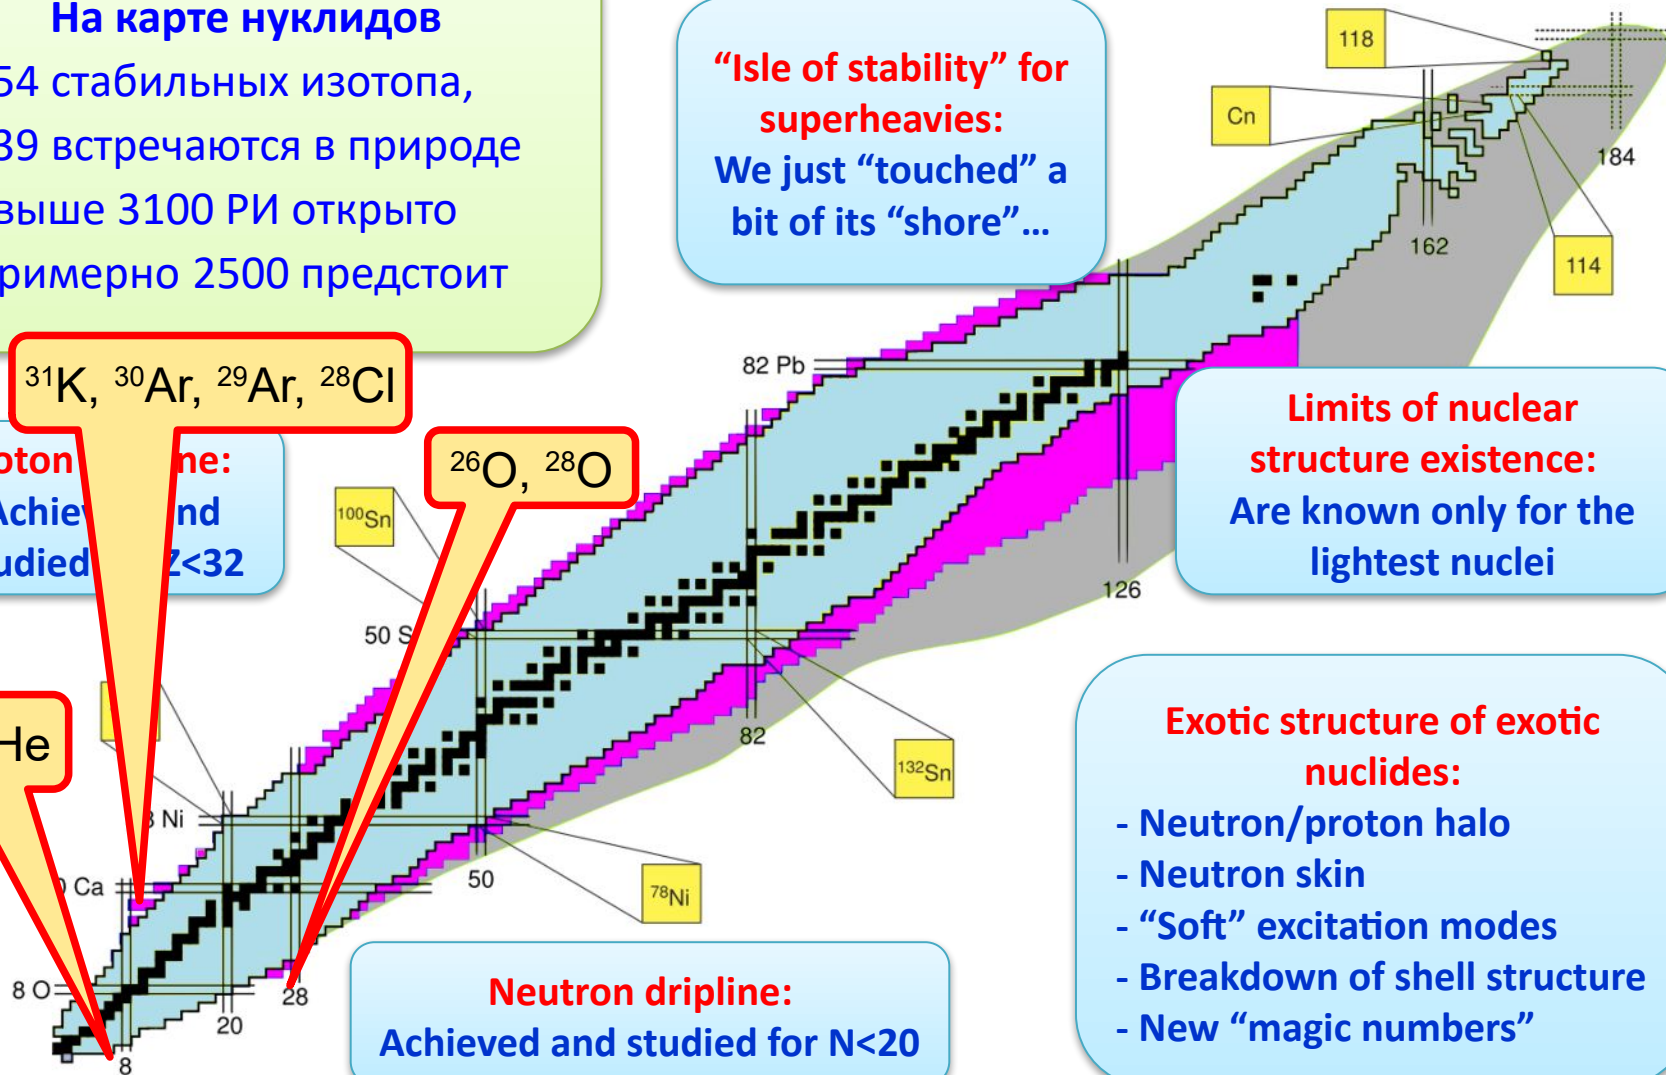 На карте нуклидов
54 стабильных изотопа,
39 встречаются в природе
выше 3100 РИ открыто
римерно 2500 предстоит
“Isle of stability” for
superheavies:
We just “touched” a
bit of its “shore”...
118
Cn
184
162
114
82 Pb
³¹K, ³⁰Ar, ²⁹Ar, ²⁸Cl
²⁶O, ²⁸O
Limits of nuclear
structure existence:
Are known only for the
lightest nuclei
¹⁰⁰Sn
Z<32
126
50 S
He
82
¹³²Sn
Exotic structure of exotic
nuclides:
- Neutron/proton halo
- Neutron skin
- “Soft” excitation modes
- Breakdown of shell structure
- New “magic numbers”
Ni
Ca
50
⁷⁸Ni
8 O
28
20
8
Neutron dripline:
Achieved and studied for N<20